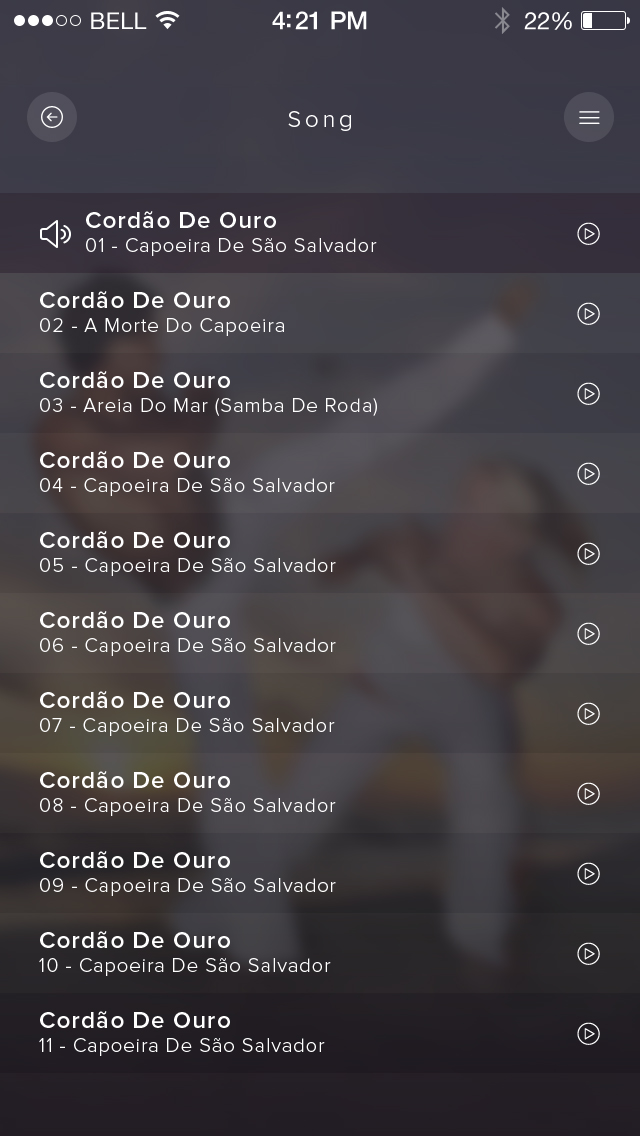 BELL 4:21 PM 22%
Song
Cordão De Ouro
01 - Capoeira De São Salvador
Cordão De Ouro
02 - A Morte Do Capoeira
Cordão De Ouro
03 - Areia Do Mar (Samba De Roda)
Cordão De Ouro
04 - Capoeira De São Salvador
Cordão De Ouro
05 - Capoeira De São Salvador
Cordão De Ouro
06 - Capoeira De São Salvador
Cordão De Ouro
07 - Capoeira De São Salvador
Cordão De Ouro
08 - Capoeira De São Salvador
Cordão De Ouro
09 - Capoeira De São Salvador
Cordão De Ouro
10 - Capoeira De São Salvador
Cordão De Ouro
11 - Capoeira De São Salvador